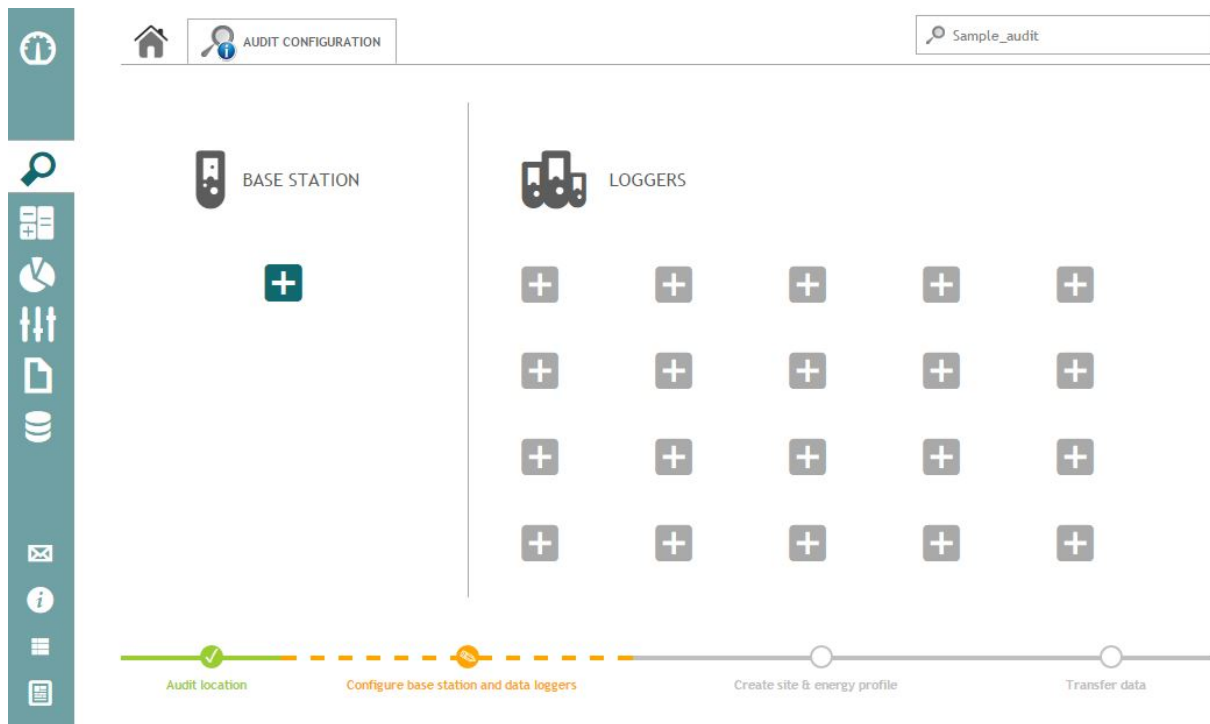 AUDIT CONFIGURATION
Sample_audit
BASE STATION
LOGGERS
Audit location
Configure base station and data loggers
Create site & energy profile
Transfer data